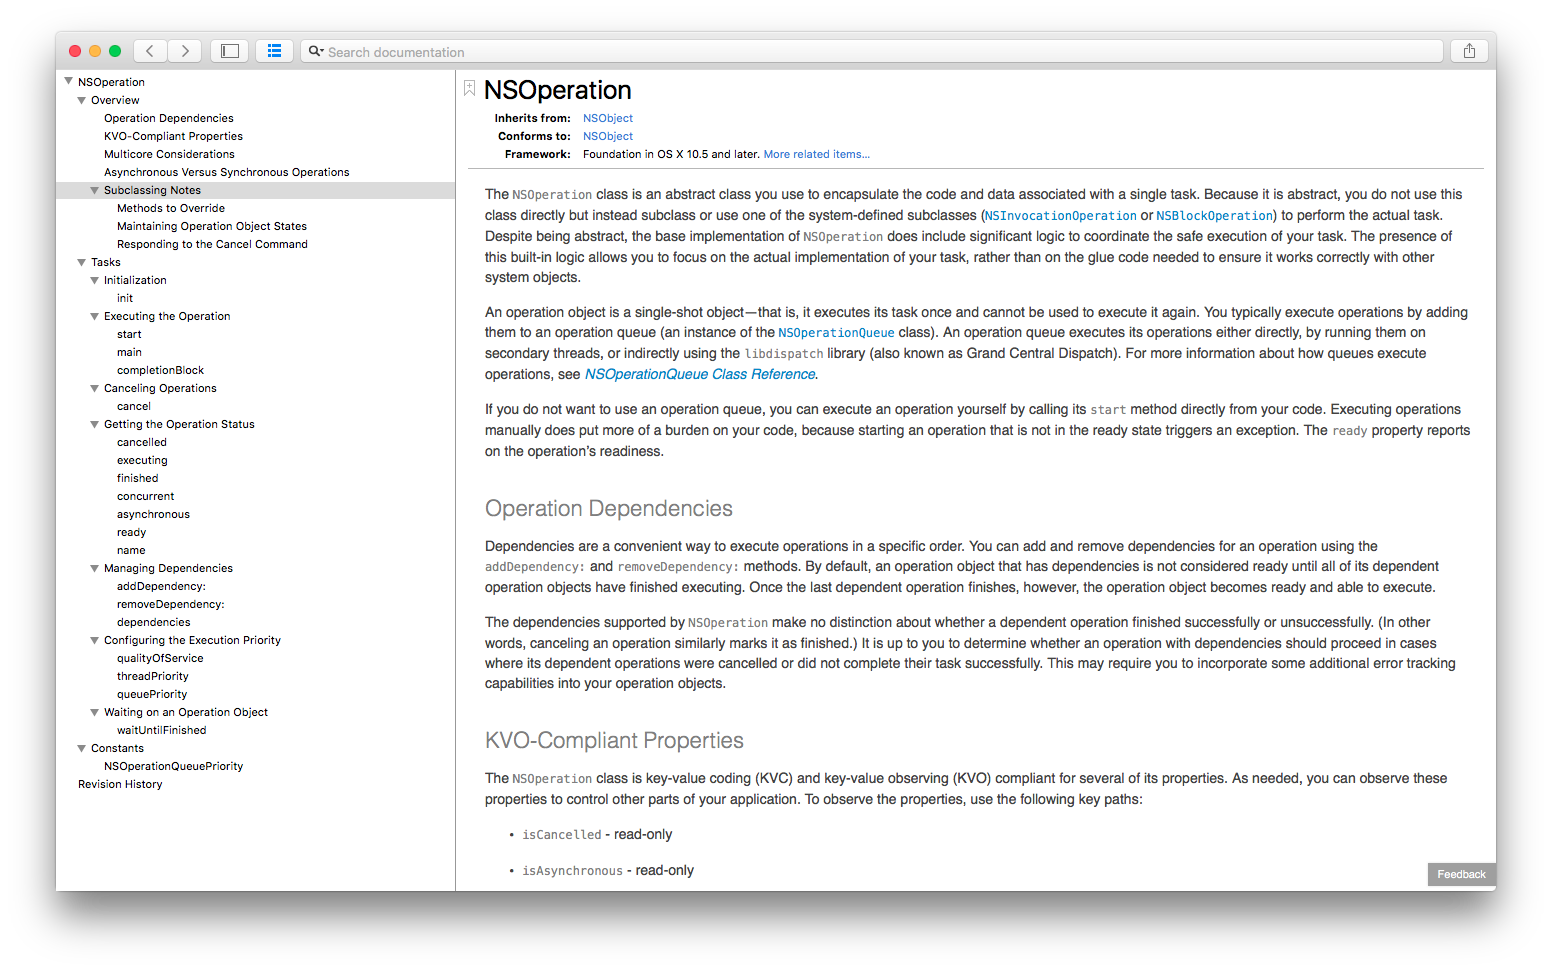 Search documentation
NSOperation
Overview
Operation Dependencies
KVO-Compliant Properties
Multicore Considerations
Asynchronous Versus Synchronous Operations
Subclassing Notes
Methods to Override
Maintaining Operation Object States
Responding to the Cancel Command
Tasks
Initialization
init
Executing the Operation
start
main
completionBlock
Canceling Operations
cancel
Getting the Operation Status
cancelled
executing
finished
concurrent
asynchronous
ready
name
Managing Dependencies
addDependency:
removeDependency:
dependencies
Configuring the Execution Priority
qualityOfService
threadPriority
queuePriority
Waiting on an Operation Object
waitUntilFinished
Constants
NSOperationQueuePriority
Revision History
NSOperation
Inherits from: NSObject
Conforms to: NSObject
Framework: Foundation in OS X 10.5 and later. More related items...
The NSOperation class is an abstract class you use to encapsulate the code and data associated with a single task. Because it is abstract, you do not use this
class directly but instead subclass or use one of the system-defined subclasses (NSInvocationOperation or NSBlockOperation) to perform the actual task.
Despite being abstract, the base implementation of NSOperation does include significant logic to coordinate the safe execution of your task. The presence of
this built-in logic allows you to focus on the actual implementation of your task, rather than on the glue code needed to ensure it works correctly with other
system objects.
An operation object is a single-shot object—that is, it executes its task once and cannot be used to execute it again. You typically execute operations by adding
them to an operation queue (an instance of the NSOperationQueue class). An operation queue executes its operations either directly, by running them on
secondary threads, or indirectly using the libdispatch library (also known as Grand Central Dispatch). For more information about how queues execute
operations, see NSOperationQueue Class Reference.
If you do not want to use an operation queue, you can execute an operation yourself by calling its start method directly from your code. Executing operations
manually does put more of a burden on your code, because starting an operation that is not in the ready state triggers an exception. The ready property reports
on the operation's readiness.
Operation Dependencies
Dependencies are a convenient way to execute operations in a specific order. You can add and remove dependencies for an operation using the
addDependency: and removeDependency: methods. By default, an operation object that has dependencies is not considered ready until all of its dependent
operation objects have finished executing. Once the last dependent operation finishes, however, the operation object becomes ready and able to execute.
The dependencies supported by NSOperation make no distinction about whether a dependent operation finished successfully or unsuccessfully. (In other
words, canceling an operation similarly marks it as finished.) It is up to you to determine whether an operation with dependencies should proceed in cases
where its dependent operations were cancelled or did not complete their task successfully. This may require you to incorporate some additional error tracking
capabilities into your operation objects.
KVO-Compliant Properties
The NSOperation class is key-value coding (KVC) and key-value observing (KVO) compliant for several of its properties. As needed, you can observe these
properties to control other parts of your application. To observe the properties, use the following key paths:
• isCancelled - read-only
• isAsynchronous - read-only
Feedback